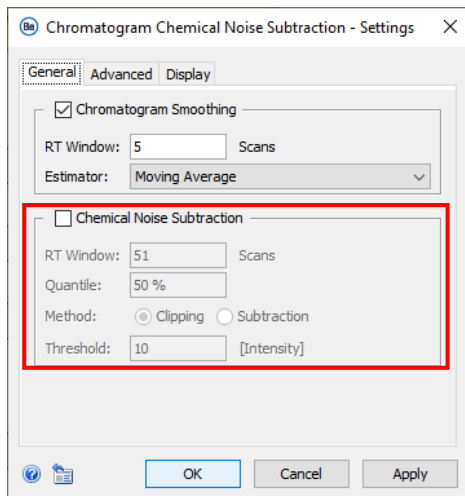 Be Chromatogram Chemical Noise Subtraction - Settings
General Advanced Display
Chromatogram Smoothing
RT Window: 5 Scans
Estimator: Moving Average
Chemical Noise Subtraction
RT Window: 51 Scans
Quantile: 50 %
Method: Clipping Subtraction
Threshold: 10 [Intensity]
? OK Cancel Apply